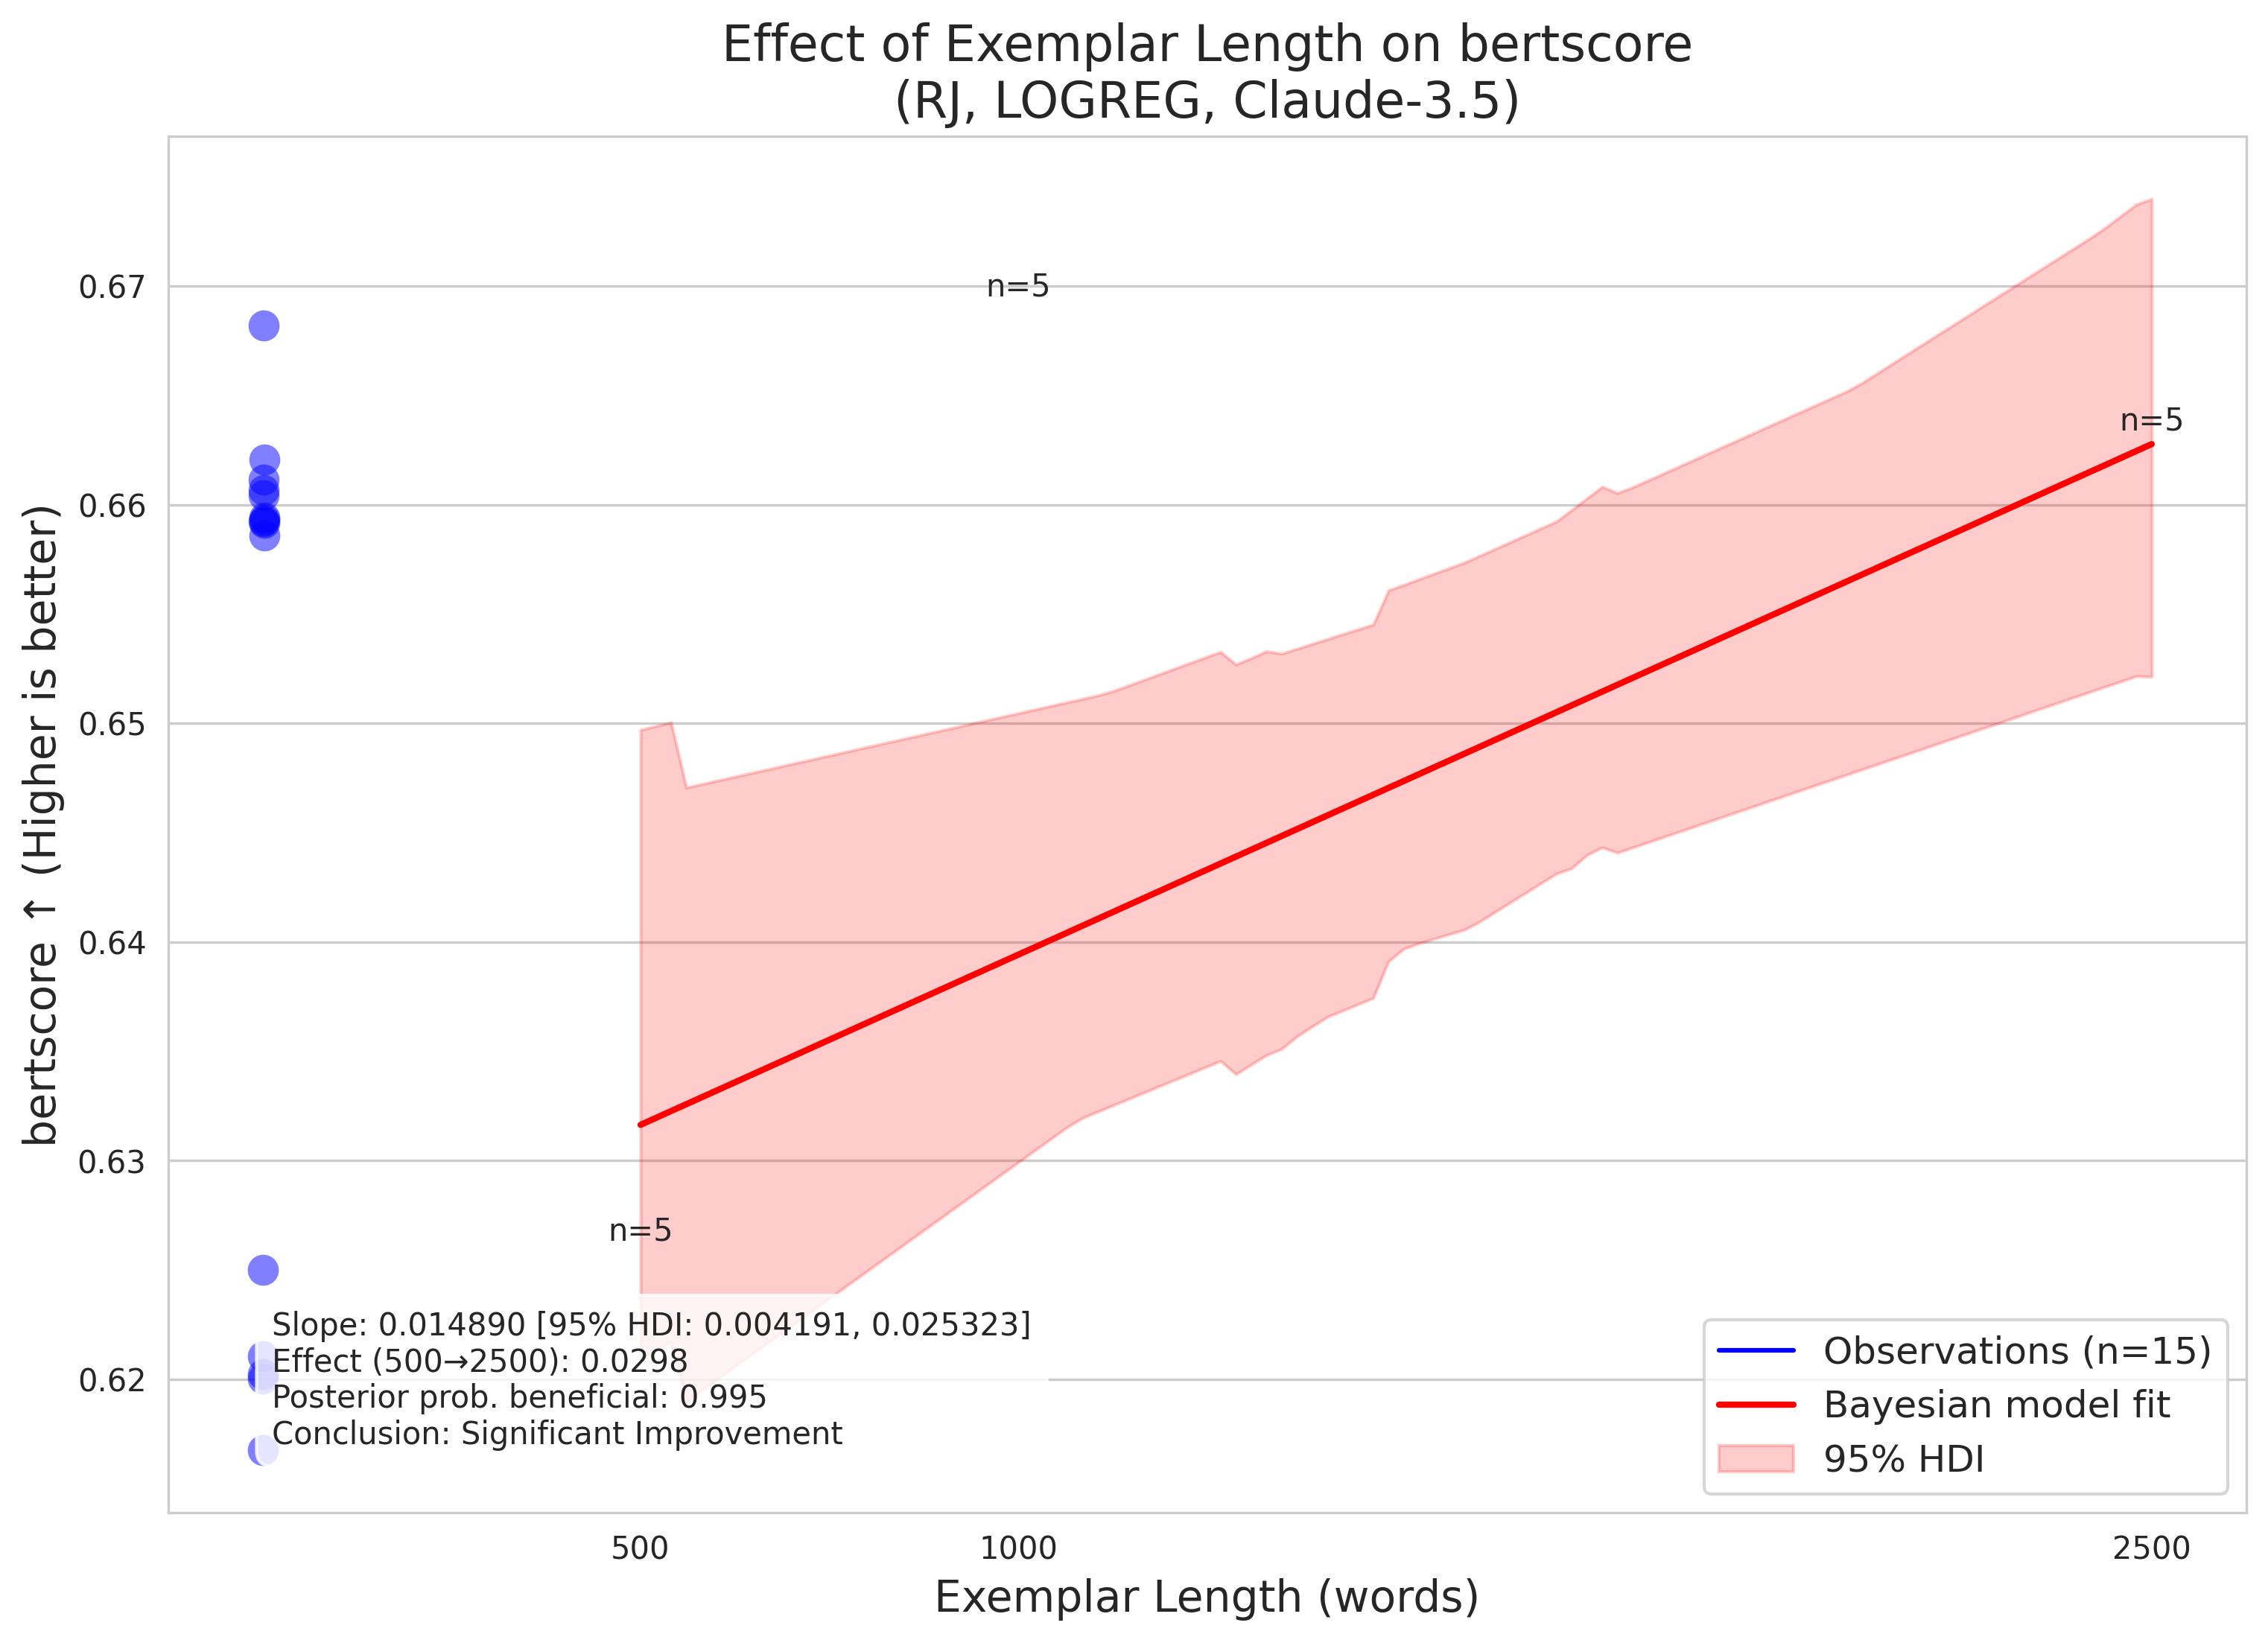 Effect of Exemplar Length on bertscore
(RJ, LOGREG, Claude-3.5)
bertscore ↑ (Higher is better)
0.67
0.66
0.65
0.64
0.63
0.62
n=5
n=5
n=5
Slope: 0.014890 [95% HDI: 0.004191, 0.025323]
Effect (500→2500): 0.0298
Posterior prob. beneficial: 0.995
Conclusion: Significant Improvement
Observations (n=15)
Bayesian model fit
95% HDI
500
1000
2500
Exemplar Length (words)